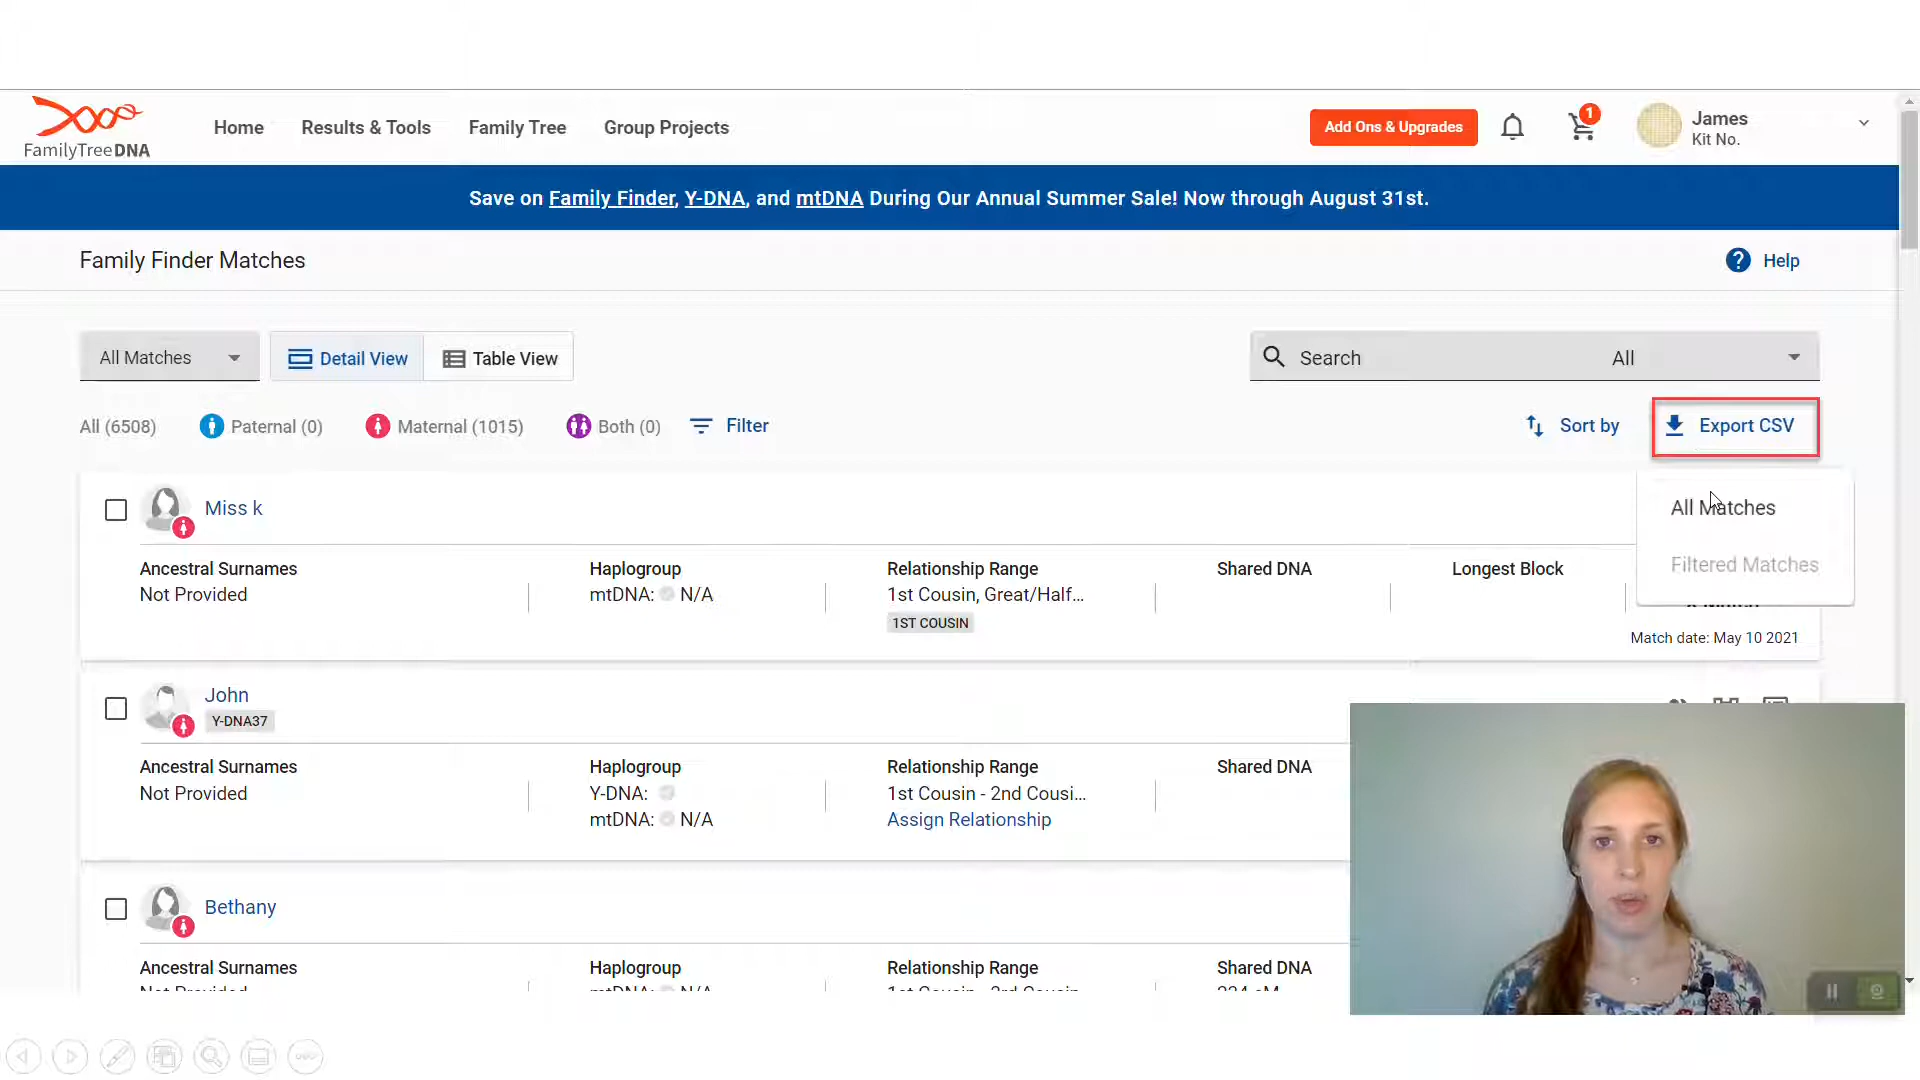 FamilyTreeDNA
Home
Results & Tools
Family Tree
Group Projects
Add Ons & Upgrades
1
James
Kit No.
Save on Family Finder, Y-DNA, and mtDNA During Our Annual Summer Sale! Now through August 31st.
Family Finder Matches
? Help
All Matches
Detail View
Table View
Search
All
All (6508)
Paternal (0)
Maternal (1015)
Both (0)
Filter
Sort by
Export CSV
All Matches
Filtered Matches
Miss k
Ancestral Surnames
Not Provided
Haplogroup
mtDNA: N/A
Relationship Range
1st Cousin, Great/Half...
1ST COUSIN
Shared DNA
Longest Block
Match date: May 10 2021
John
Y-DNA37
Ancestral Surnames
Not Provided
Haplogroup
Y-DNA:
mtDNA: N/A
Relationship Range
1st Cousin - 2nd Cousi...
Assign Relationship
Shared DNA
Bethany
Ancestral Surnames
Haplogroup
Relationship Range
Shared DNA